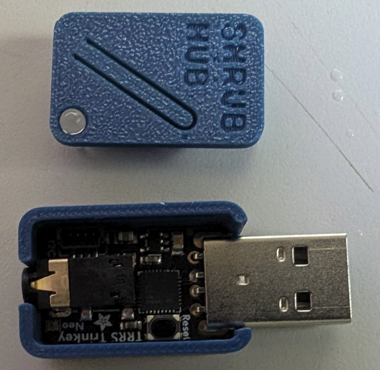 SHRUB
HUB
Reset
TRRS Trinkey
Neo